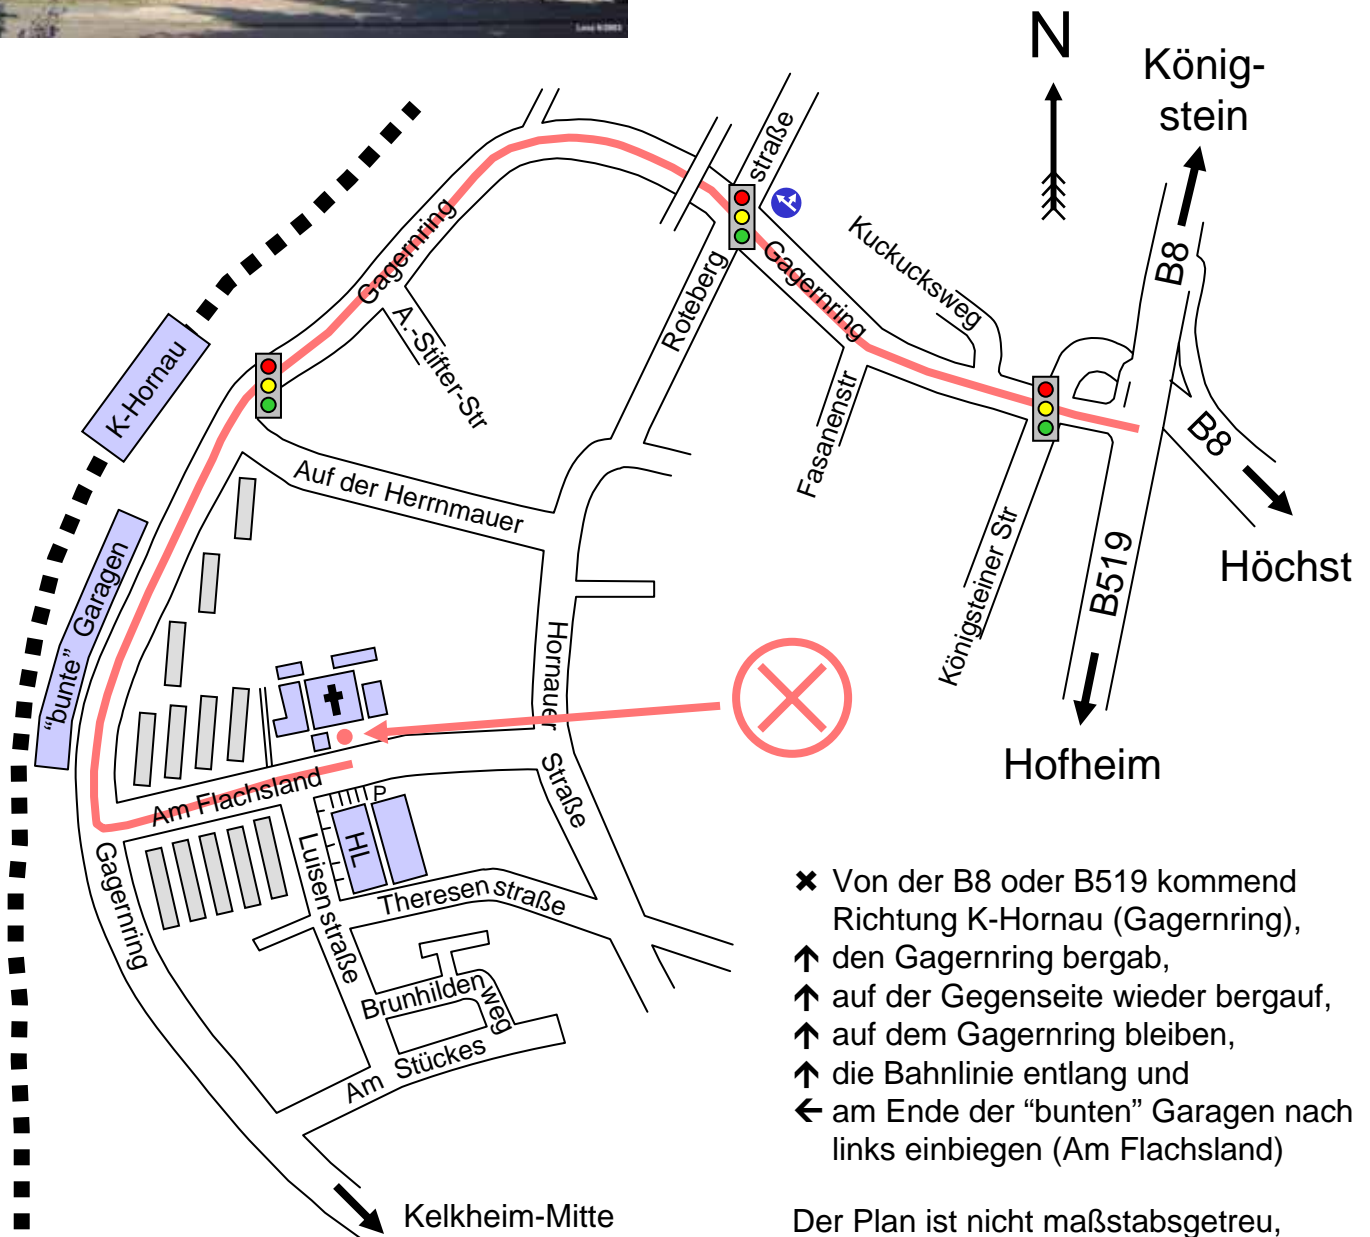 Lenz 8/2003
N
König-
stein
straße
Gagernring
Kuckucksweg
B8
Gagernring
Roteberg
A.-Stifter-Str
K-Hornau
Fasanenstr
B8
Auf der Herrnmauer
Königsteiner Str
B519
Höchst
"bunte" Garagen
Hornauer
Straße
Hofheim
Am Flachsland
P
HL
Luisenstraße
Theresenstraße
Gagernring
Brunhildenweg
Am Stückes
Kelkheim-Mitte
✖ Von der B8 oder B519 kommend
Richtung K-Hornau (Gagernring),
↑ den Gagernring bergab,
↑ auf der Gegenseite wieder bergauf,
↑ auf dem Gagernring bleiben,
↑ die Bahnlinie entlang und
← am Ende der “bunten” Garagen nach
links einbiegen (Am Flachsland)
Der Plan ist nicht maßstabsgetreu,